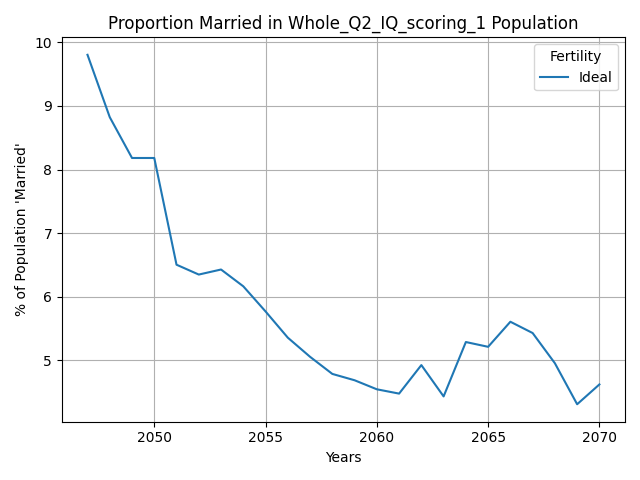 Proportion Married in Whole_Q2_IQ_scoring_1 Population
Fertility
Ideal
% of Population 'Married'
10
9
8
7
6
5
2050 2055 2060 2065 2070
Years